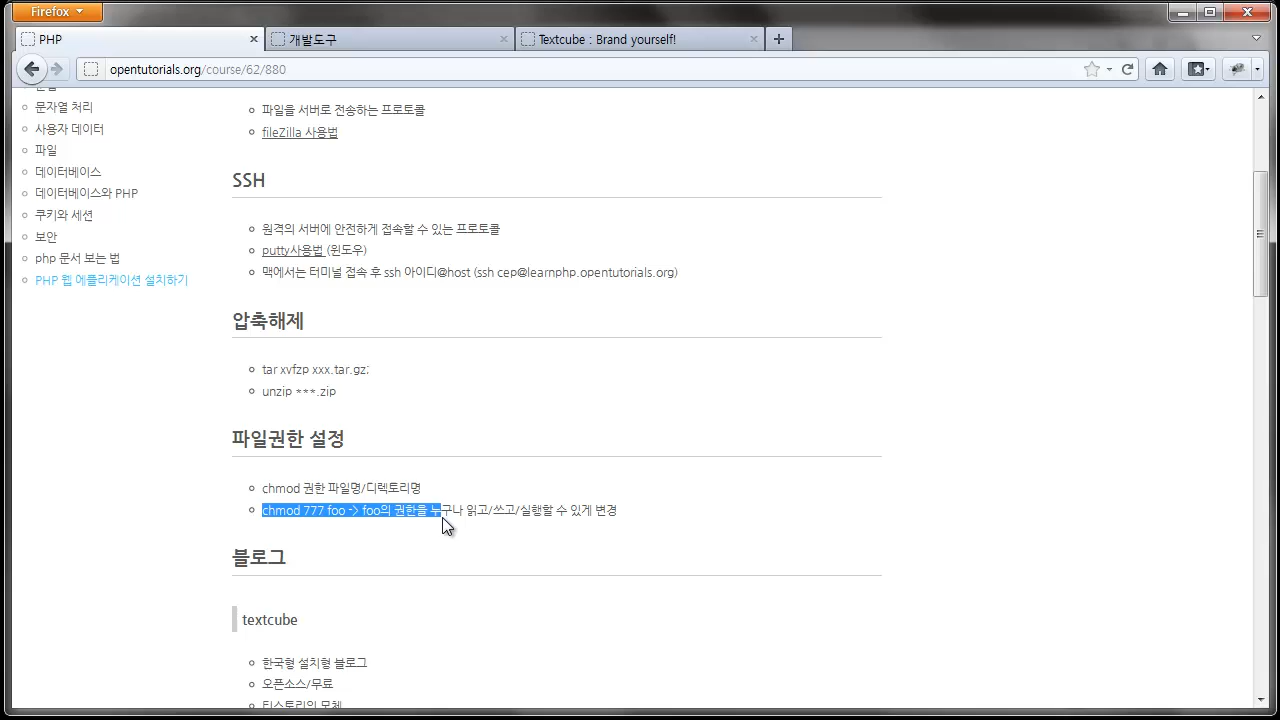 Firefox
PHP
개발도구
Textcube : Brand yourself!
opentutorials.org/course/62/880
문자열 처리
사용자 데이터
파일
데이터베이스
데이터베이스와 PHP
쿠키와 세션
보안
php 문서 보는 법
PHP 웹 에플리케이션 설치하기
파일을 서버로 전송하는 프로토콜
fileZilla 사용법
SSH
원격의 서버에 안전하게 접속할 수 있는 프로토콜
putty사용법 (윈도우)
맥에서는 터미널 접속 후 ssh 아이디@host (ssh cep@learnphp.opentutorials.org)
압축해제
tar xvfzp xxx.tar.gz;
unzip ***.zip
파일권한 설정
chmod 권한 파일명/디렉토리명
chmod 777 foo -> foo의 권한을 누구나 읽고/쓰고/실행할 수 있게 변경
블로그
textcube
한국형 설치형 블로그
오픈소스/무료
티스토리의 모체